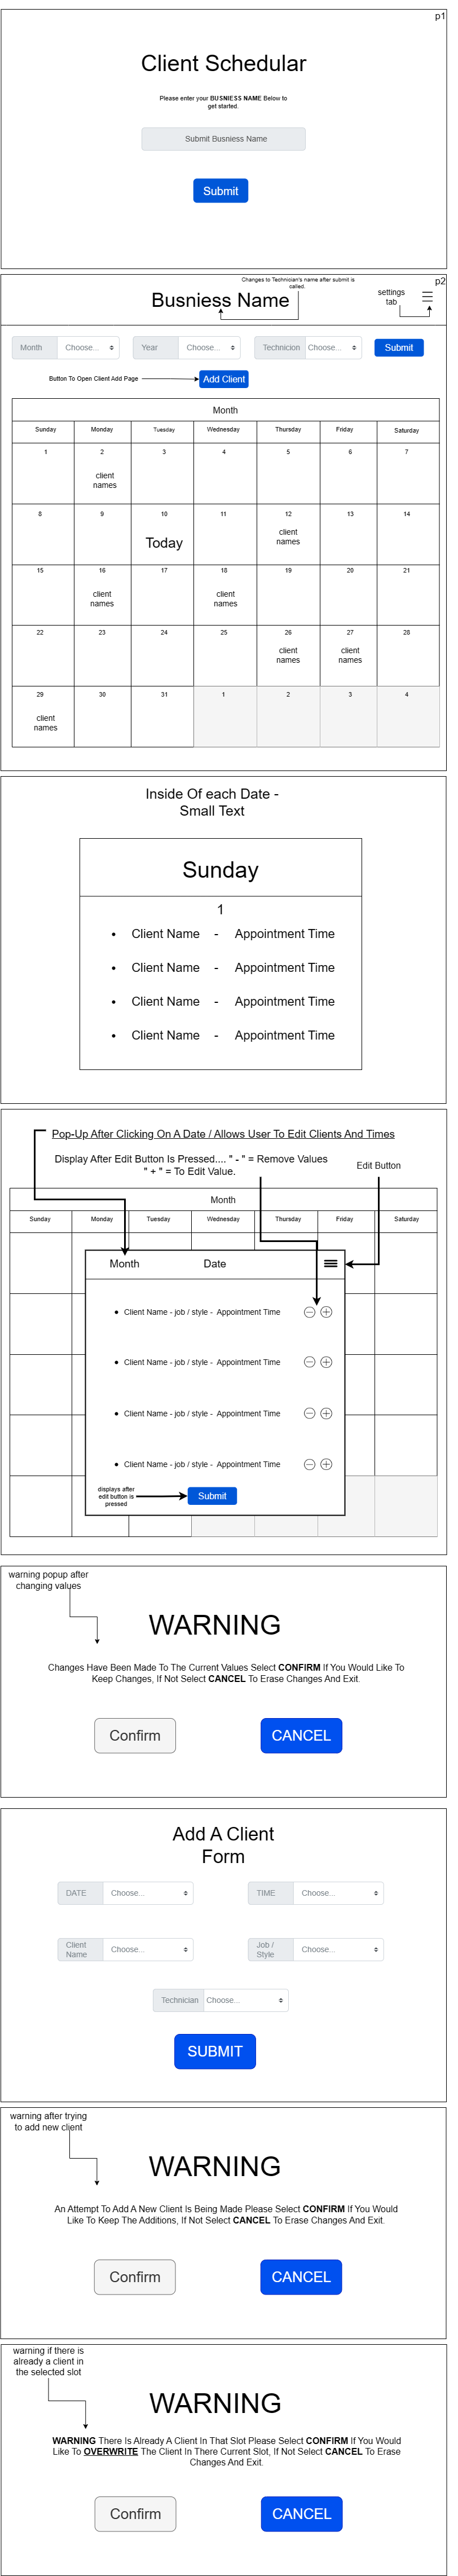 p1
Client Schedular
Please enter your BUSNIESS NAME Below to
get started.
Submit Busniess Name
Submit
p2
Changes to Technician's name after submit is
called.
Busniess Name
settings
tab
Month
Choose...
Year
Choose...
Technicion
Choose...
Submit
Button To Open Client Add Page
Add Client
Month
Sunday Monday Tuesday Wednesday Thursday Friday Saturday
1 2 3 4 5 6 7
client
names
8 9 10 11 12 13 14
Today
client
names
15 16 17 18 19 20 21
client
names
client
names
22 23 24 25 26 27 28
client
names
client
names
29 30 31 1 2 3 4
client
names
Inside Of each Date -
Small Text
Sunday
1
Client Name - Appointment Time
Client Name - Appointment Time
Client Name - Appointment Time
Client Name - Appointment Time
Pop-Up After Clicking On A Date / Allows User To Edit Clients And Times
Display After Edit Button Is Pressed.... " - " = Remove Values
" + " = To Edit Value.
Edit Button
Month
Sunday Monday Tuesday Wednesday Thursday Friday Saturday
Month Date
Client Name - job / style - Appointment Time
Client Name - job / style - Appointment Time
Client Name - job / style - Appointment Time
Client Name - job / style - Appointment Time
displays after
edit button is
pressed
Submit
warning popup after
changing values
WARNING
Changes Have Been Made To The Current Values Select CONFIRM If You Would Like To
Keep Changes, If Not Select CANCEL To Erase Changes And Exit.
Confirm
CANCEL
Add A Client
Form
DATE
Choose...
TIME
Choose...
Client
Name
Choose...
Job /
Style
Choose...
Technician
Choose...
SUBMIT
warning after trying
to add new client
WARNING
An Attempt To Add A New Client Is Being Made Please Select CONFIRM If You Would
Like To Keep The Additions, If Not Select CANCEL To Erase Changes And Exit.
Confirm
CANCEL
warning if there is
already a client in
the selected slot
WARNING
WARNING There Is Already A Client In That Slot Please Select CONFIRM If You Would
Like To OVERWRITE The Client In There Current Slot, If Not Select CANCEL To Erase
Changes And Exit.
Confirm
CANCEL